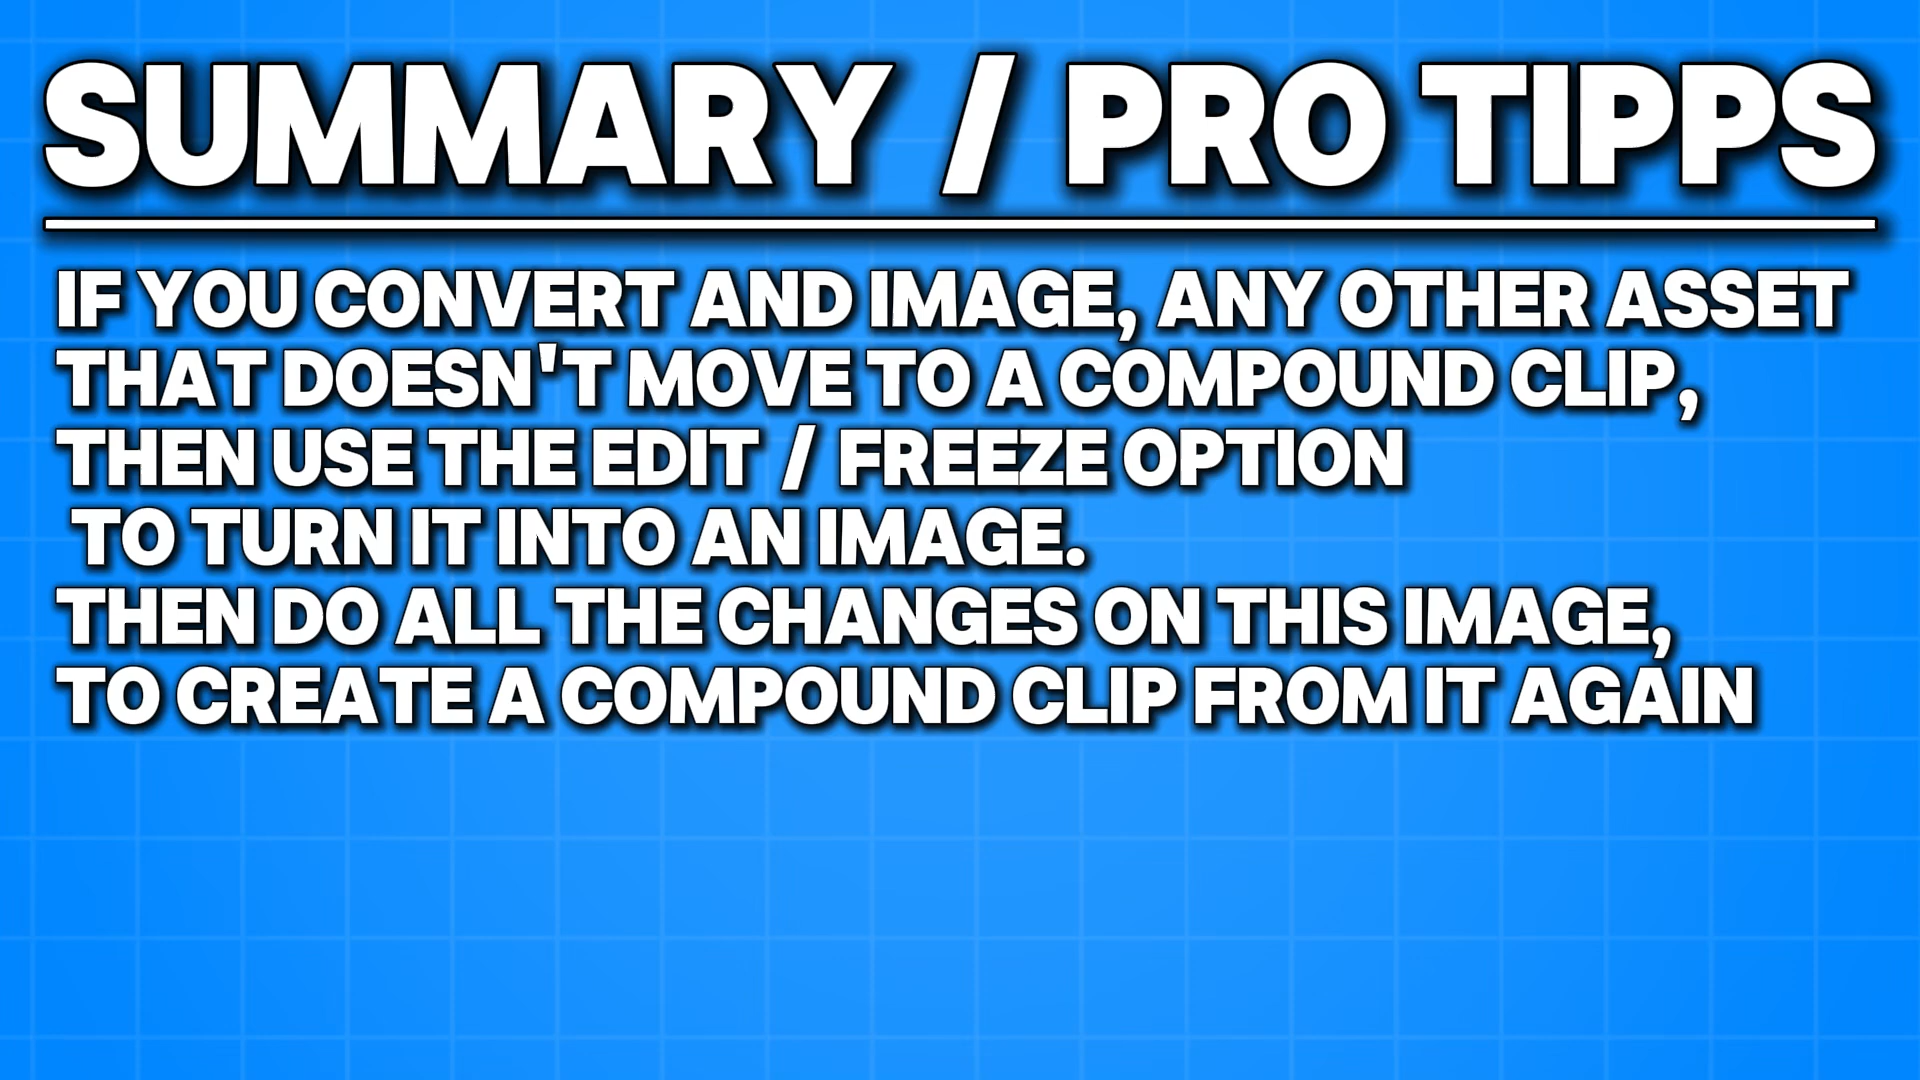 SUMMARY / PRO TIPPS
IF YOU CONVERT AND IMAGE, ANY OTHER ASSET
THAT DOESN'T MOVE TO A COMPOUND CLIP,
THEN USE THE EDIT / FREEZE OPTION
TO TURN IT INTO AN IMAGE.
THEN DO ALL THE CHANGES ON THIS IMAGE,
TO CREATE A COMPOUND CLIP FROM IT AGAIN